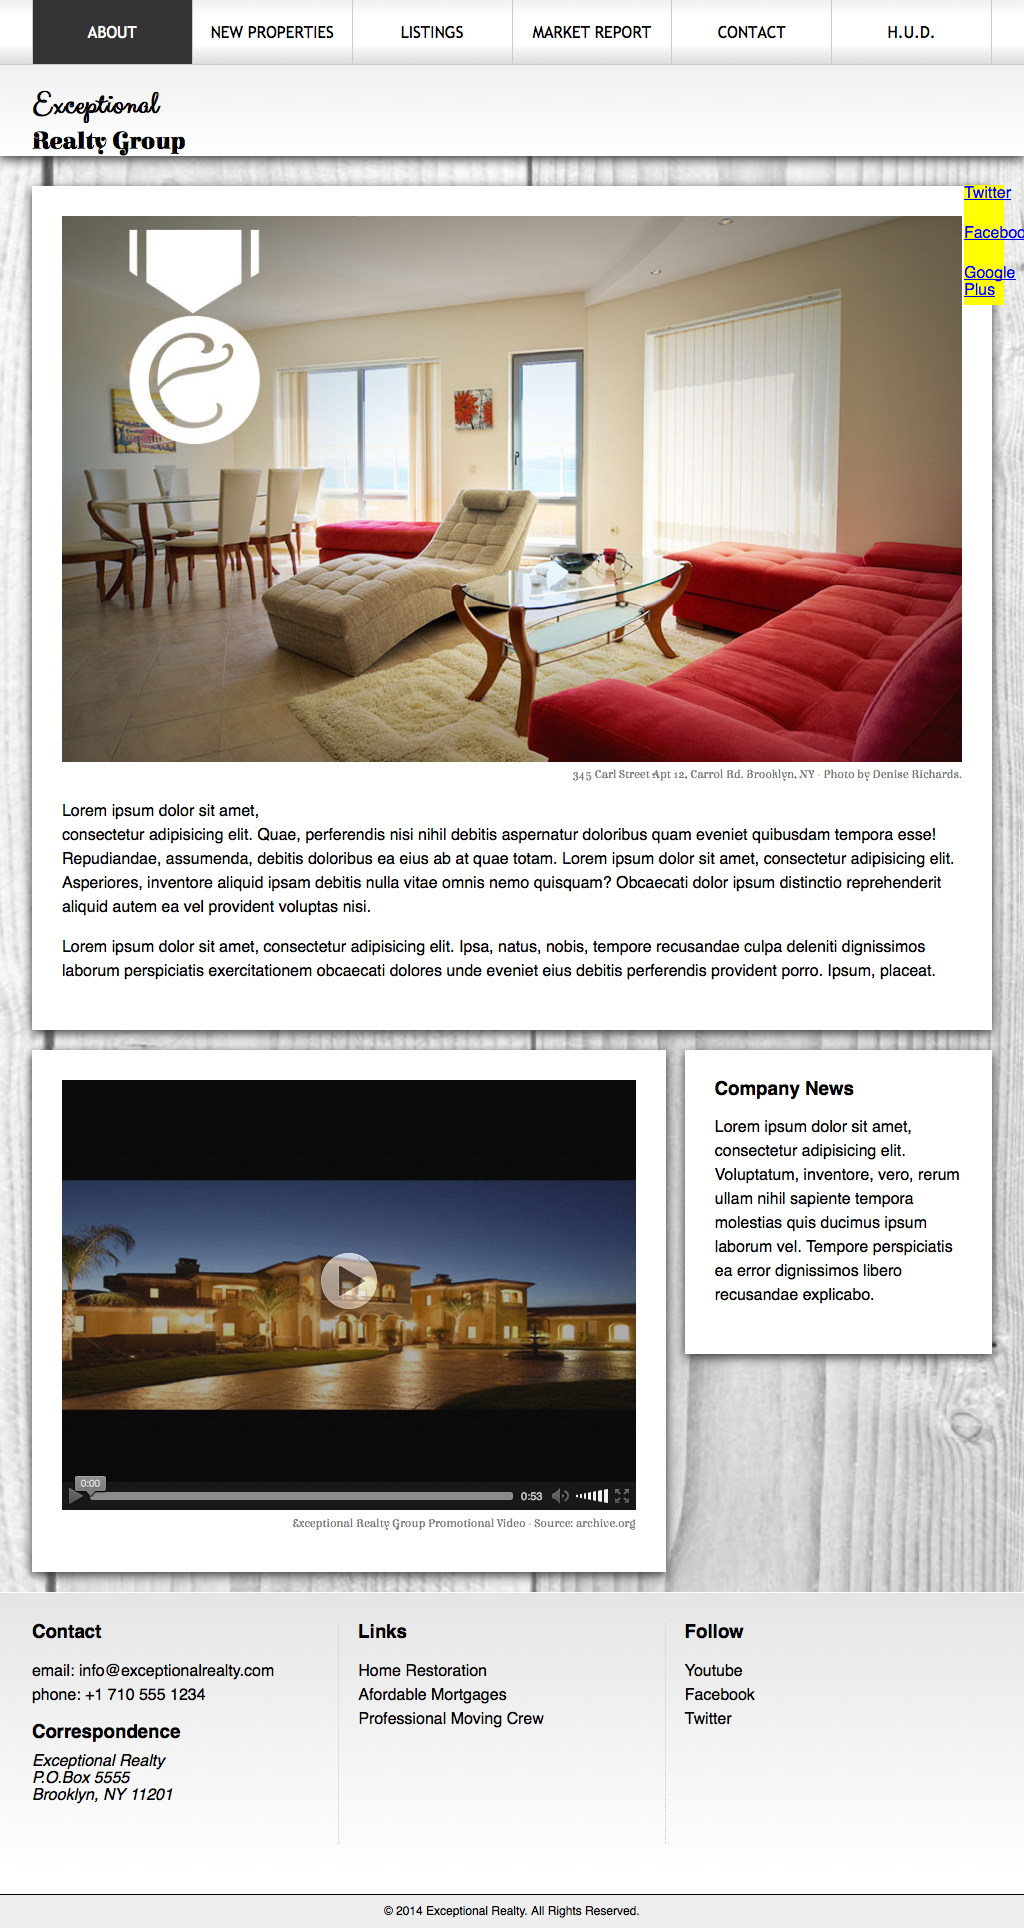 ABOUT
NEW PROPERTIES
LISTINGS
MARKET REPORT
CONTACT
H.U.D.
Exceptional
Realty Group
Twitter
Faceboo
Google
Plus
345 Carl Street Apt 12, Carrol Rd. Brooklyn, NY - Photo by Denise Richards.
Lorem ipsum dolor sit amet,
consectetur adipisicing elit. Quae, perferendis nisi nihil debitis aspernatur doloribus quam eveniet quibusdam tempora esse!
Repudiandae, assumenda, debitis doloribus ea eius ab at quae totam. Lorem ipsum dolor sit amet, consectetur adipisicing elit.
Asperiores, inventore aliquid ipsam debitis nulla vitae omnis nemo quisquam? Obcaecati dolor ipsum distinctio reprehenderit
aliquid autem ea vel provident voluptas nisi.
Lorem ipsum dolor sit amet, consectetur adipisicing elit. Ipsa, natus, nobis, tempore recusandae culpa deleniti dignissimos
laborum perspiciatis exercitationem obcaecati dolores unde eveniet eius debitis perferendis provident porro. Ipsum, placeat.
0:00
0:53
Exceptional Realty Group Promotional Video - Source: archive.org
Company News
Lorem ipsum dolor sit amet,
consectetur adipisicing elit.
Voluptatum, inventore, vero, rerum
ullam nihil sapiente tempora
molestias quis ducimus ipsum
laborum vel. Tempore perspiciatis
ea error dignissimos libero
recusandae explicabo.
Contact
email: info@exceptionalrealty.com
phone: +1 710 555 1234
Correspondence
Exceptional Realty
P.O.Box 5555
Brooklyn, NY 11201
Links
Home Restoration
Afordable Mortgages
Professional Moving Crew
Follow
Youtube
Facebook
Twitter
© 2014 Exceptional Realty. All Rights Reserved.